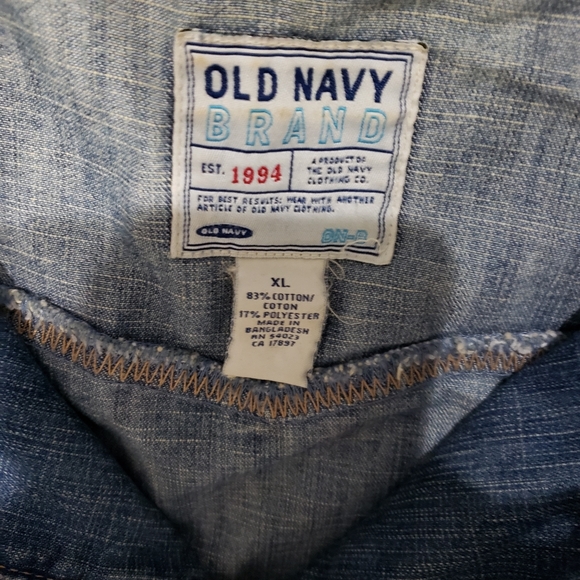 OLD NAVY
BRAND
EST. 1994
A PRODUCT OF
THE OLD NAVY
CLOTHING CO.
FOR BEST RESULTS: WEAR WITH ANOTHER
ARTICLE OF OLD NAVY CLOTHING.
OLD NAVY
XL
83% COTTON/
COTON
17% POLYESTER
MADE IN
BANGLADESH
RN 54023
CA 17897